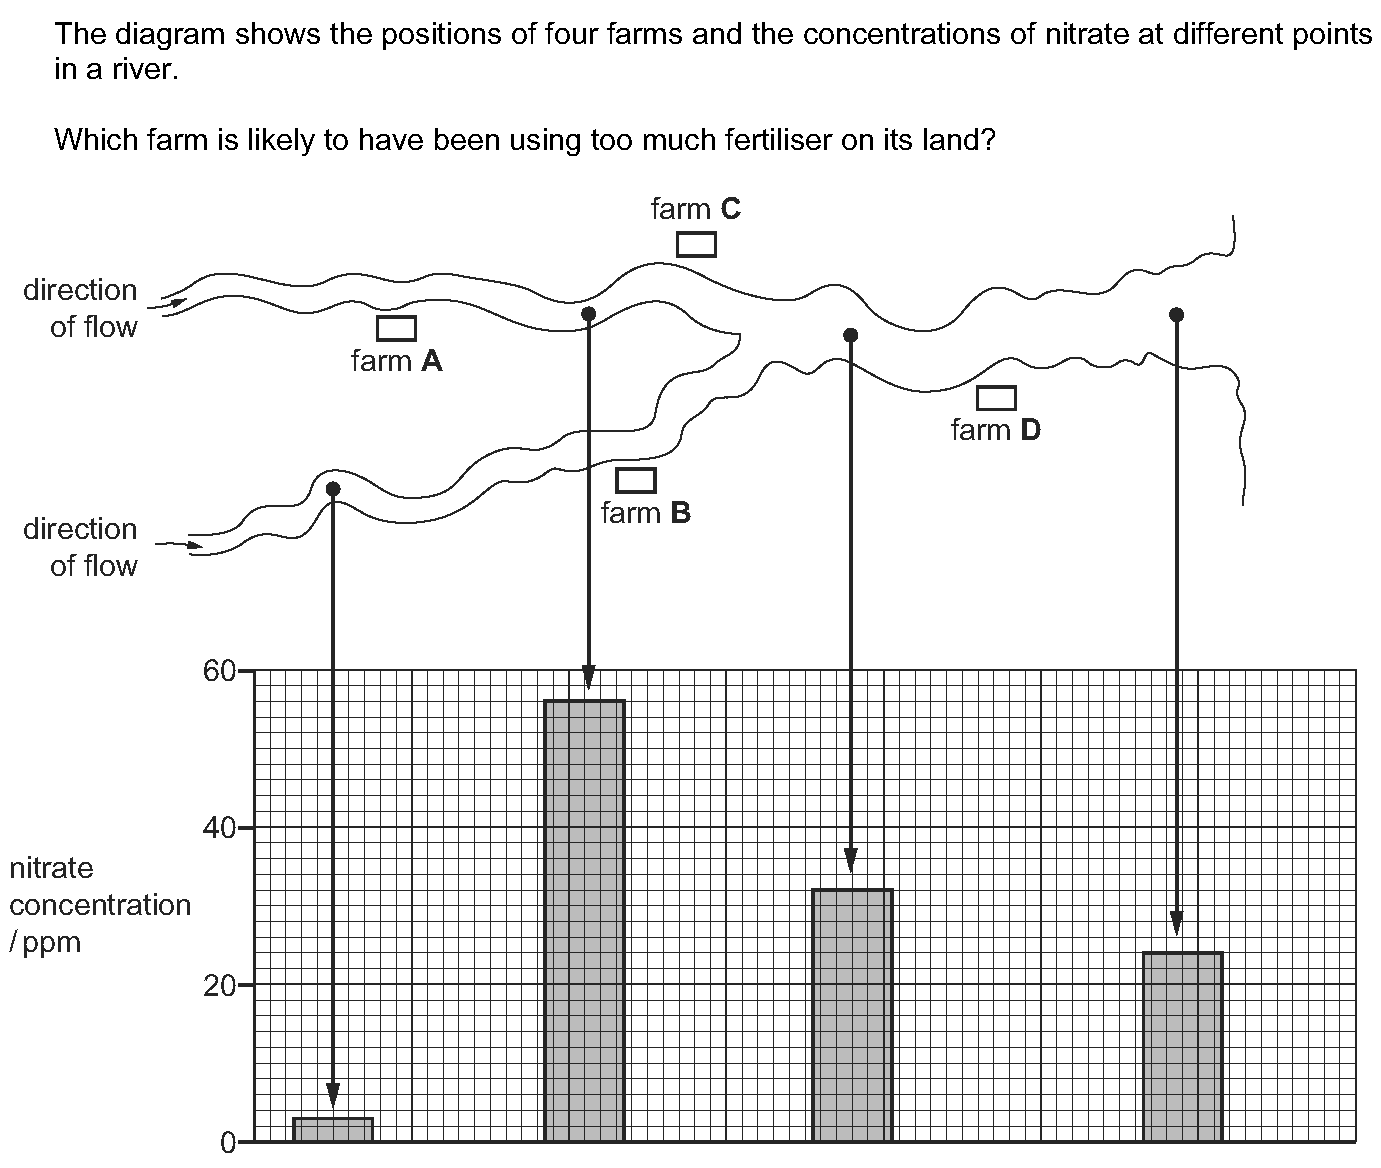 The diagram shows the positions of four farms and the concentrations of nitrate at different points
in a river.
Which farm is likely to have been using too much fertiliser on its land?
farm C
direction
of flow
farm A
farm D
farm B
direction
of flow
60
40
nitrate
concentration
/ ppm
20
0